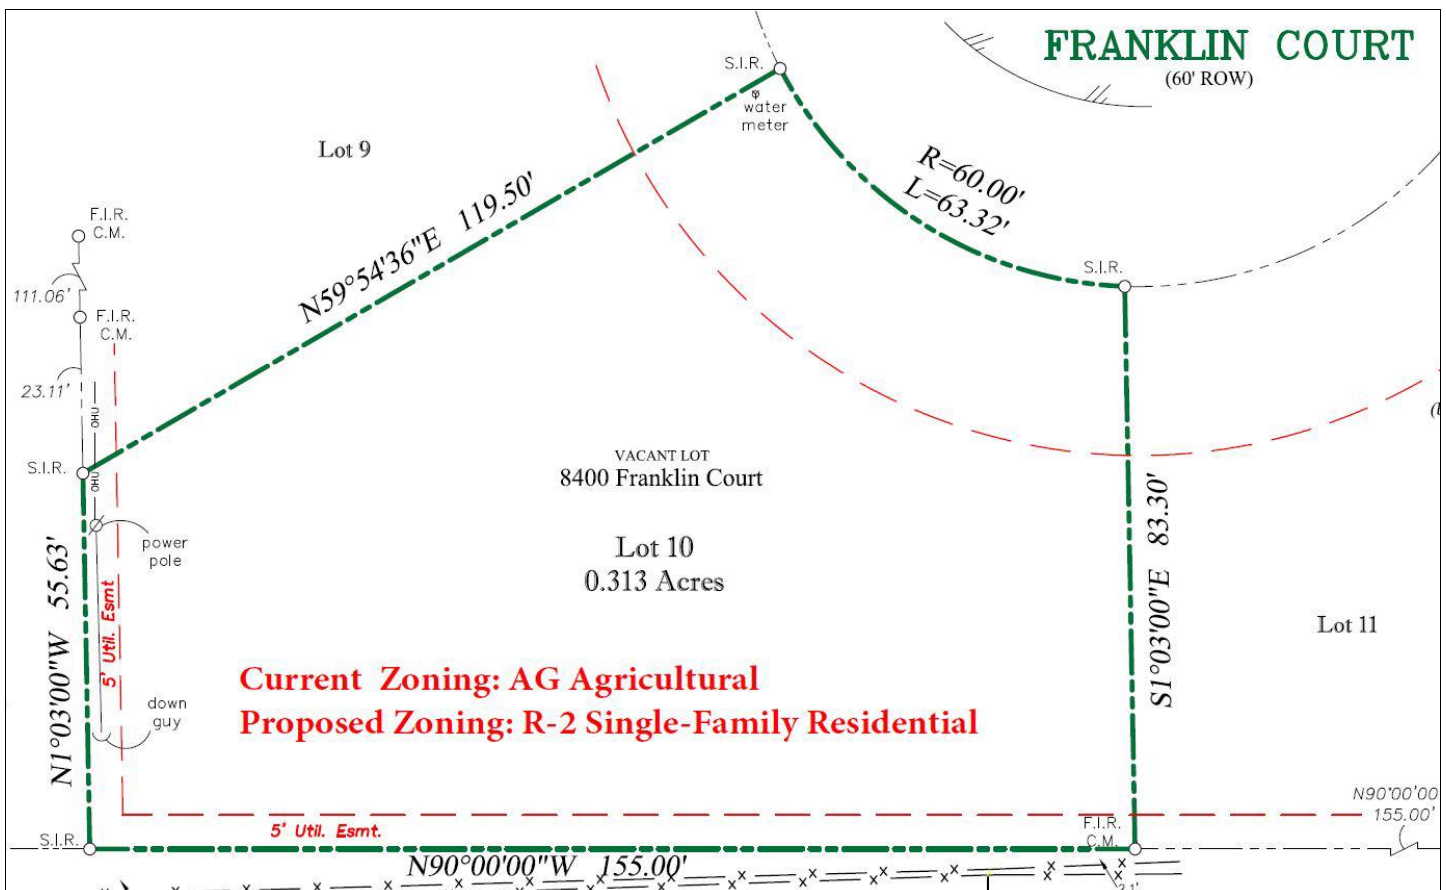 FRANKLIN COURT
(60' ROW)
S.I.R.
water
meter
Lot 9
R=60.00'
L=63.32'
N59°54'36"E 119.50'
F.I.R.
C.M.
S.I.R.
111.06'
F.I.R.
C.M.
23.11'
OHU
VACANT LOT
8400 Franklin Court
S.I.R.
OHU
power
pole
Lot 10
0.313 Acres
N1°03'00"W 55.63'
5' Util. Esmt
S1°03'00"E 83.30'
Lot 11
Current Zoning: AG Agricultural
Proposed Zoning: R-2 Single-Family Residential
down
guy
N90°00'00
155.00'
5' Util. Esmt.
F.I.R.
C.M.
S.I.R.
N90°00'00"W 155.00'